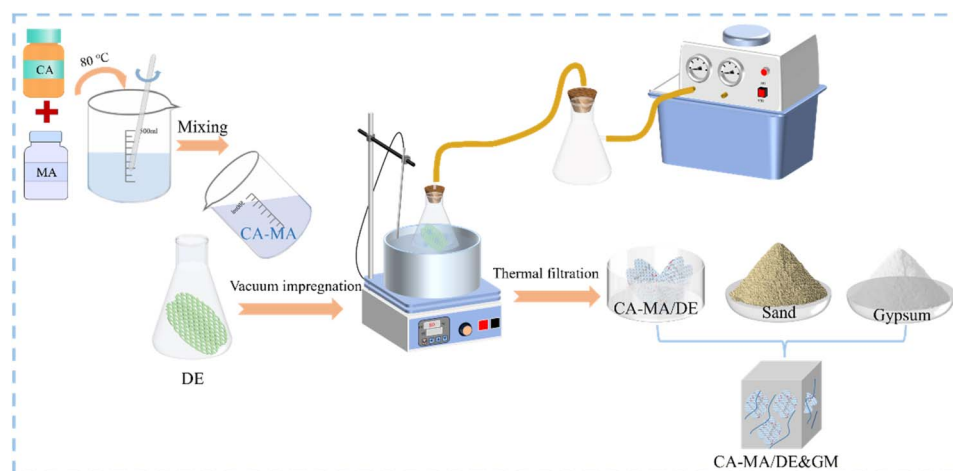 CA
MA
80 °C
500ml
Mixing
CA-MA
DE
Vacuum impregnation
Thermal filtration
CA-MA/DE
Sand
Gypsum
CA-MA/DE&GM